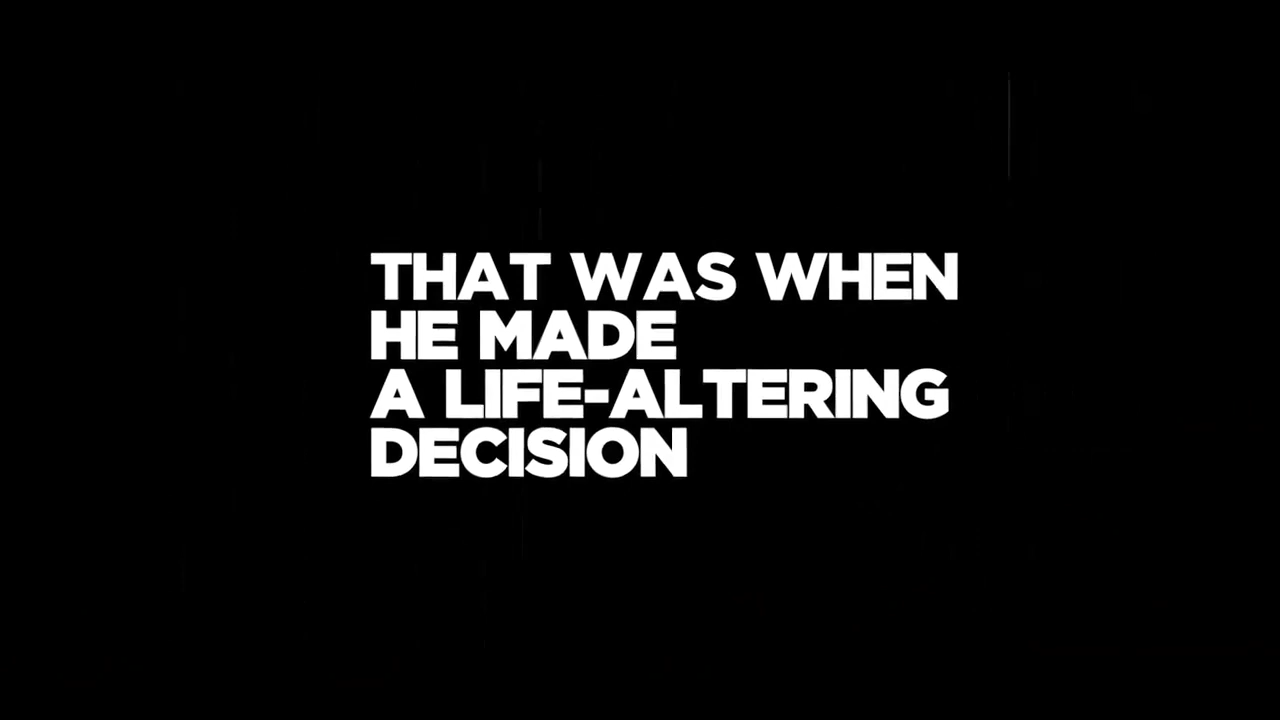 THAT WAS WHEN
HE MADE
A LIFE-ALTERING
DECISION